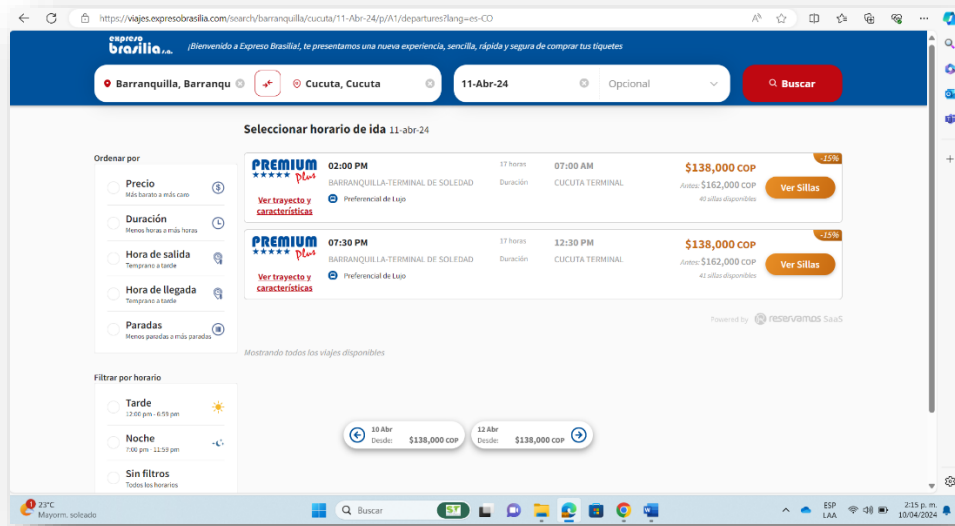 https://viajes.expresobrasilia.com/search/barranquilla/cucuta/11-Abr-24/p/A1/departures?lang=es-CO
expreso
brasilia s.a.
¡Bienvenido a Expreso Brasilia!, te presentamos una nueva experiencia, sencilla, rápida y segura de comprar tus tiquetes
Barranquilla, Barranqu
Cucuta, Cucuta
11-Abr-24
Opcional
Buscar
Seleccionar horario de ida 11-abr-24
Ordenar por
Precio
Más barato a más caro
Duración
Menos horas a más horas
Hora de salida
Temprano a tarde
Hora de llegada
Temprano a tarde
Paradas
Menos paradas a más paradas
Filtrar por horario
Tarde
12:00 pm - 6:59 pm
Noche
7:00 pm - 11:59 pm
Sin filtros
Todos los horarios
PREMIUM
Plus
Ver trayecto y
características
02:00 PM
BARRANQUILLA-TERMINAL DE SOLEDAD
Preferencial de Lujo
17 horas
Duración
07:00 AM
CUCUTA TERMINAL
-15%
$138,000 COP
Antes: $162,000 COP
40 sillas disponibles
Ver Sillas
PREMIUM
Plus
Ver trayecto y
características
07:30 PM
BARRANQUILLA-TERMINAL DE SOLEDAD
Preferencial de Lujo
17 horas
Duración
12:30 PM
CUCUTA TERMINAL
-15%
$138,000 COP
Antes: $162,000 COP
41 sillas disponibles
Ver Sillas
Powered by reservamos SaaS
Mostrando todos los viajes disponibles
10 Abr
Desde: $138,000 COP
12 Abr
Desde: $138,000 COP
1
23°C
Mayorm. soleado
Buscar
ESP
LAA
2:15 p. m.
10/04/2024